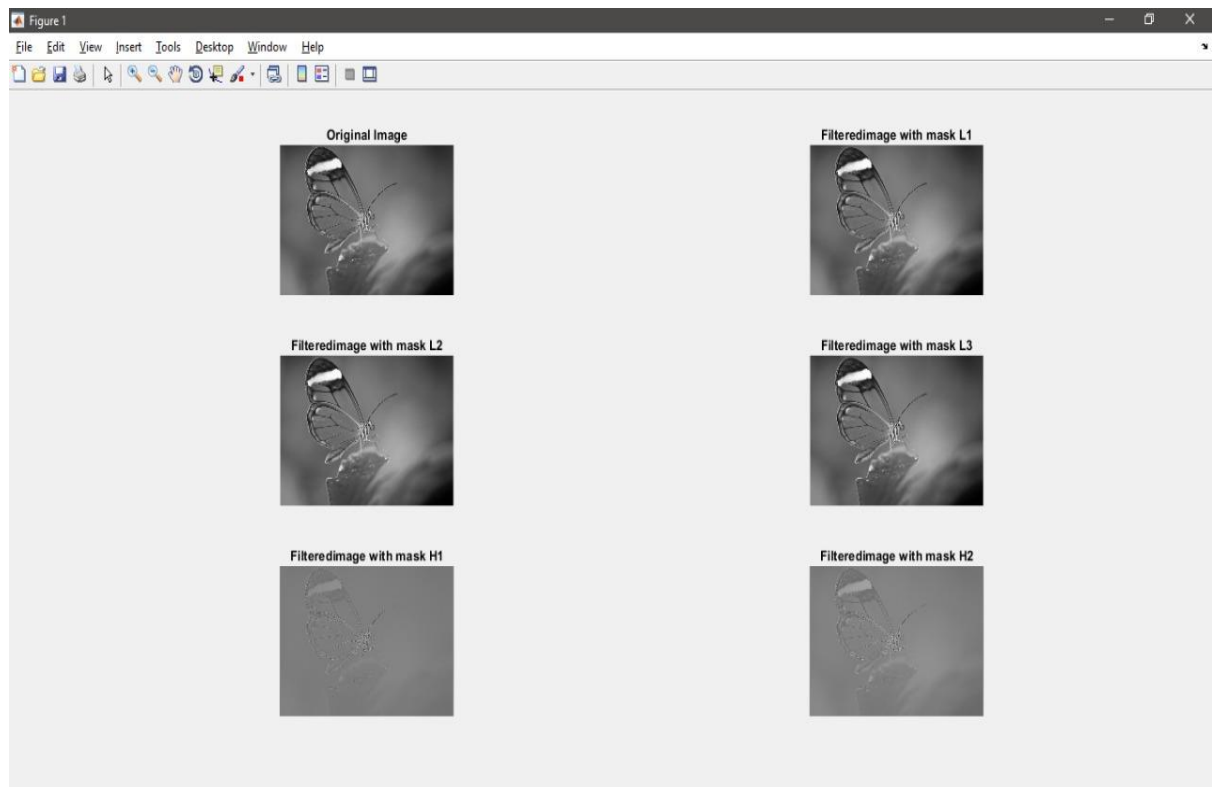 Figure 1
File Edit View Insert Tools Desktop Window Help
Original Image
Filteredimage with mask L1
Filteredimage with mask L2
Filteredimage with mask L3
Filteredimage with mask H1
Filteredimage with mask H2